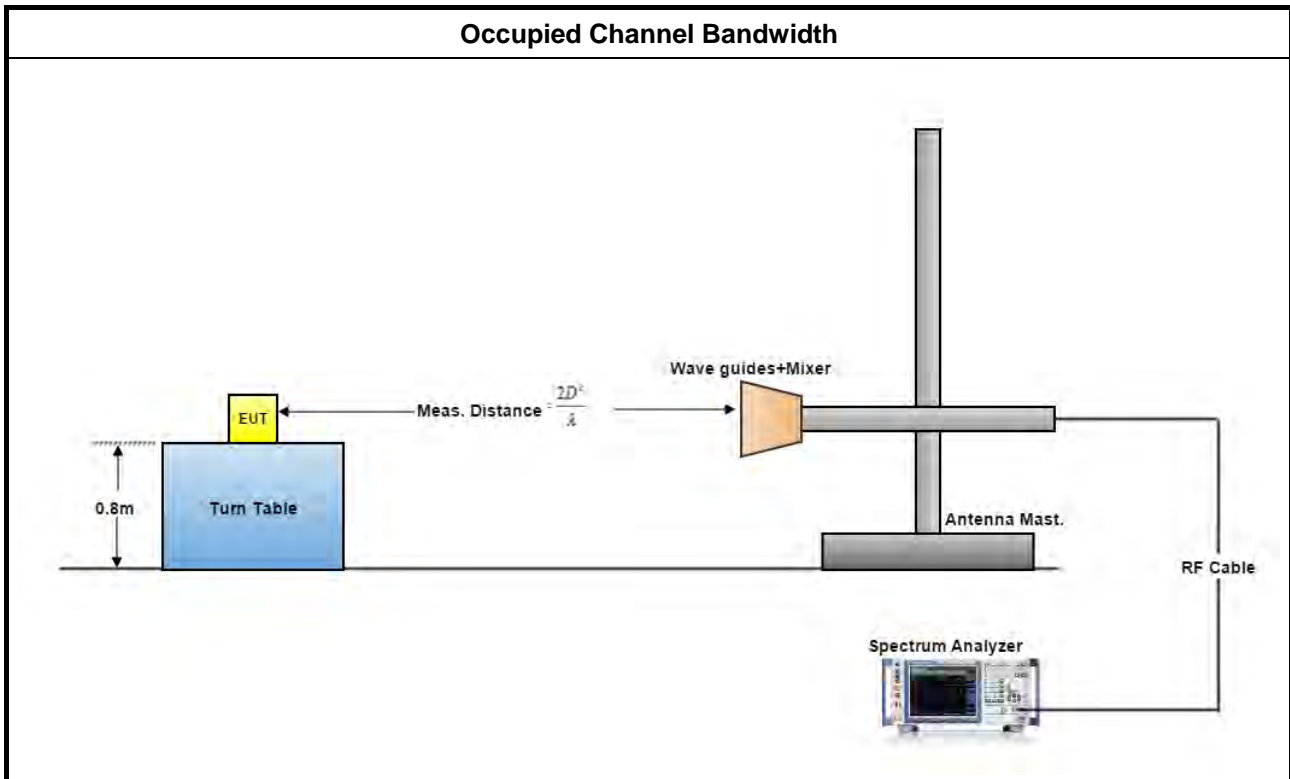 Occupied Channel Bandwidth
Wave guides+Mixer
EUT
Meas. Distance = 2D²/λ
0.8m
Turn Table
Antenna Mast.
RF Cable
Spectrum Analyzer